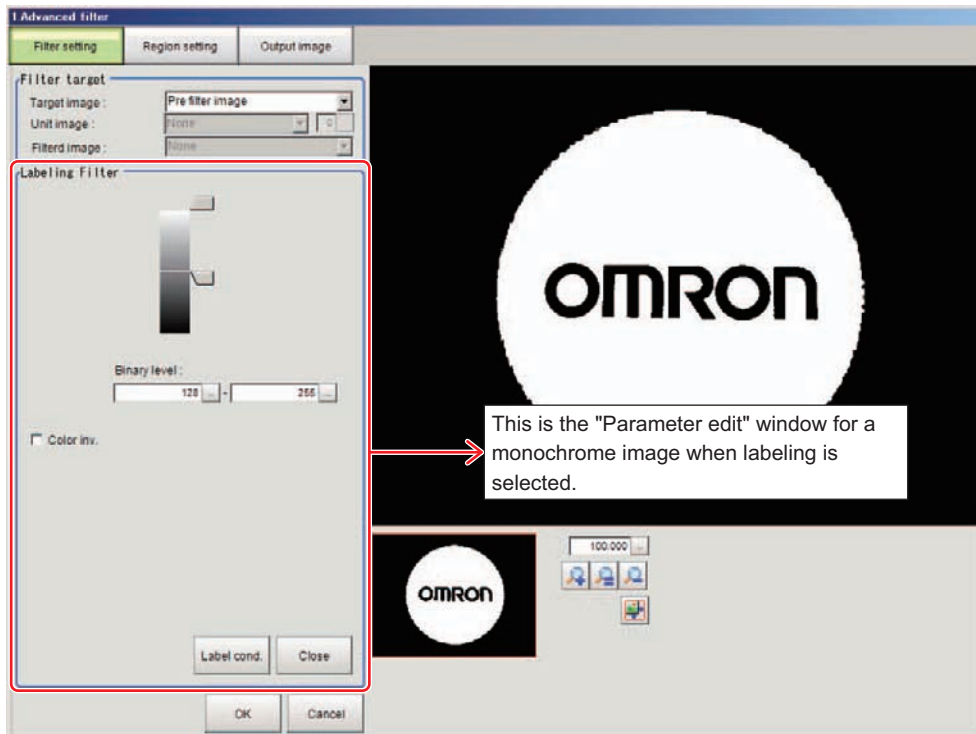 1.Advanced filter
Filter setting
Region setting
Output image
Filter target
Target image :
Pre filter image
Unit image :
None
0
Filterd image :
None
Labeling Filter
Binary level :
128 ... - 255 ...
Color inv.
Label cond.
Close
OK
Cancel
OMRON
This is the "Parameter edit" window for a
monochrome image when labeling is
selected.
OMRON
100.000 ...